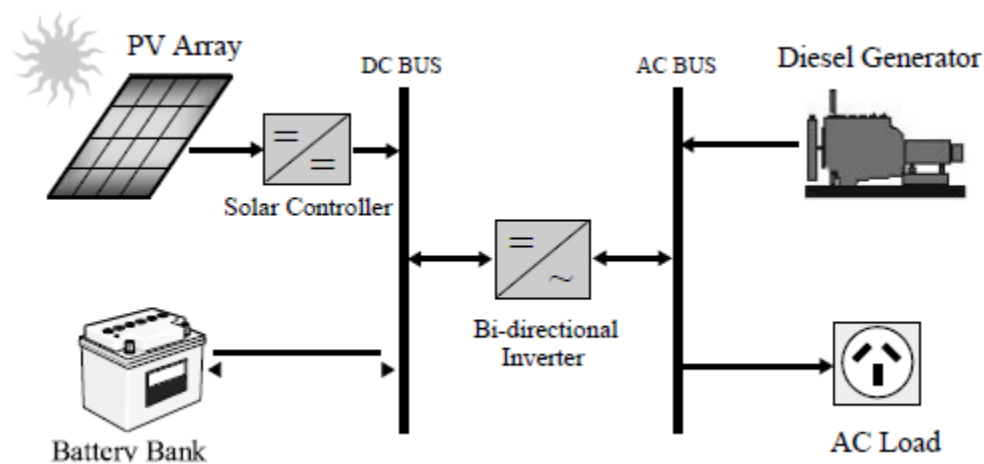 PV Array
DC BUS
AC BUS
Diesel Generator
=
=
Solar Controller
=
~
Bi-directional
Inverter
Battery Bank
AC Load